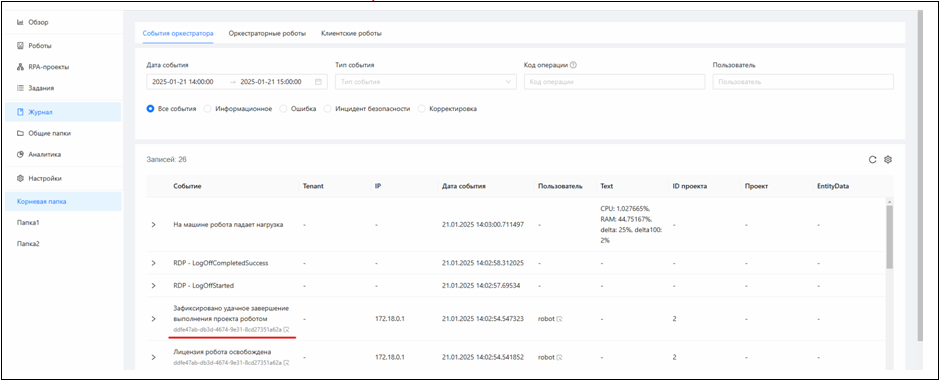 Обзор
Роботы
RPA-проекты
Задания
Журнал
Общие папки
Аналитика
Настройки
Корневая папка
Папка1
Папка2
События оркестратора Оркестраторные роботы Клиентские роботы
Дата события Тип события Код операции Пользователь
2025-01-21 14:00:00 → 2025-01-21 15:00:00 Тип события Код операции Пользователь
Все события Информационное Ошибка Инцидент безопасности Корректировка
Записей: 26
Событие Tenant IP Дата события Пользователь Text ID проекта Проект EntityData
На машине робота падает нагрузка - - 21.01.2025 14:03:00.711497 - CPU: 1.027665%,
RAM: 44.75167%,
delta: 25%, delta100:
2% - - -
RDP - LogOffCompletedSuccess - - 21.01.2025 14:02:58.312025 - - - - -
RDP - LogOffStarted - - 21.01.2025 14:02:57.69534 - - - - -
Зафиксировано удачное завершение
выполнения проекта роботом
ddfe47ab-db3d-4674-9e31-8cd27351a62a - 172.18.0.1 21.01.2025 14:02:54.547323 robot - 2 - -
Лицензия робота освобождена
ddfe47ab-db3d-4674-9e31-8cd27351a62a - 172.18.0.1 21.01.2025 14:02:54.541852 robot - 2 - -